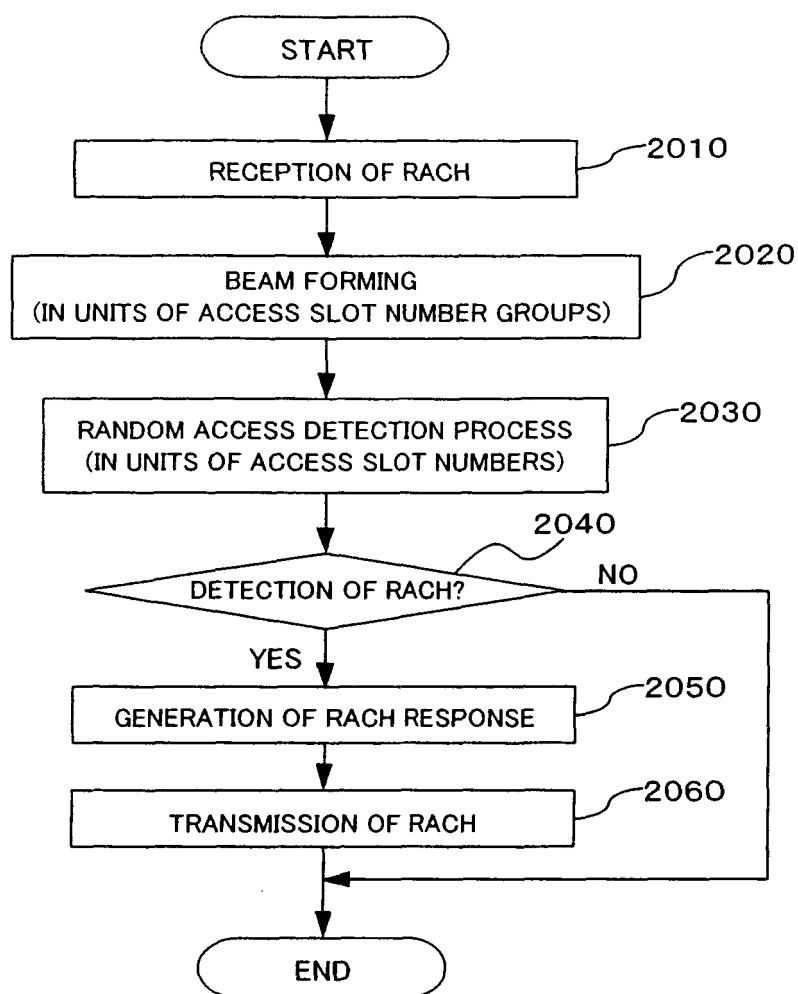 START
RECEPTION OF RACH
2010
BEAM FORMING
(IN UNITS OF ACCESS SLOT NUMBER GROUPS)
2020
RANDOM ACCESS DETECTION PROCESS
(IN UNITS OF ACCESS SLOT NUMBERS)
2030
2040
DETECTION OF RACH?
NO
YES
GENERATION OF RACH RESPONSE
2050
TRANSMISSION OF RACH
2060
END